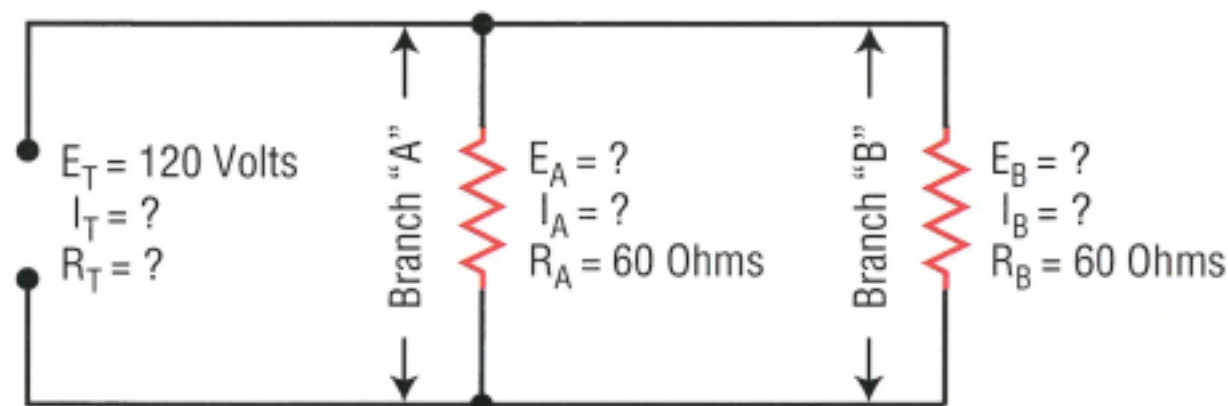 E_T = 120 Volts
I_T = ?
R_T = ?
Branch "A"
E_A = ?
I_A = ?
R_A = 60 Ohms
Branch "B"
E_B = ?
I_B = ?
R_B = 60 Ohms